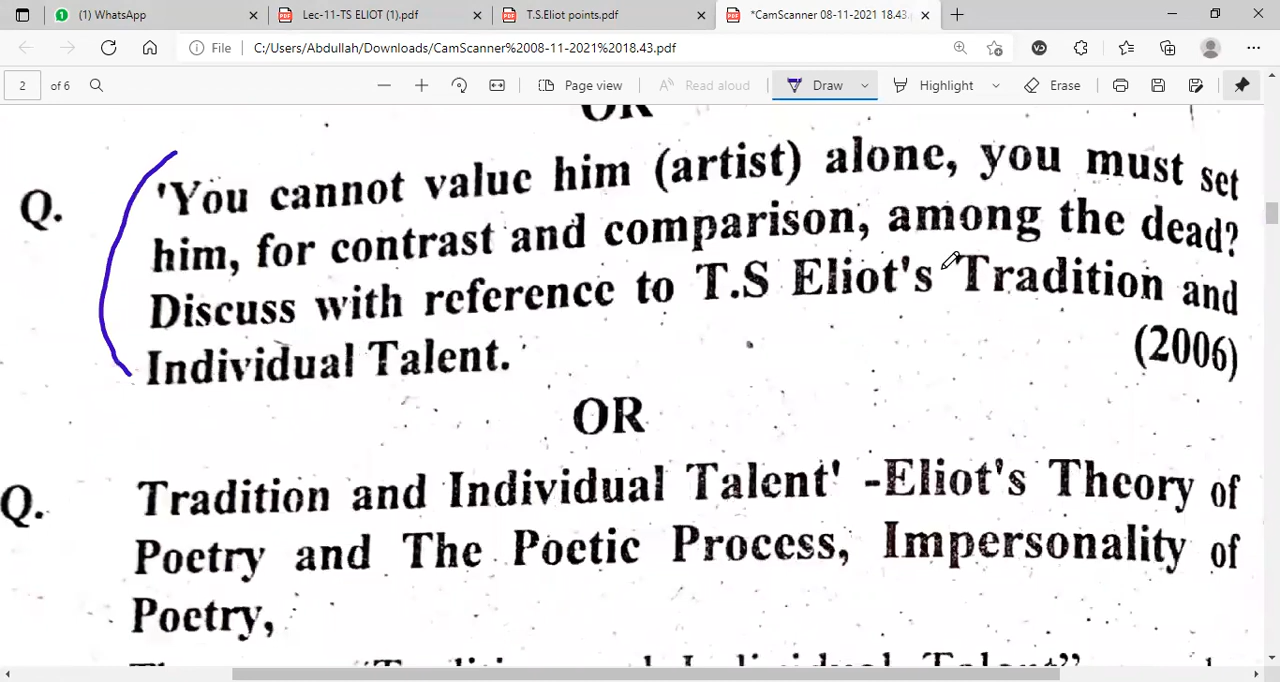 (1) WhatsApp
Lec-11-TS ELIOT (1).pdf
T.S.Eliot points.pdf
*CamScanner 08-11-2021 18.43.
File
C:/Users/Abdullah/Downloads/CamScanner%2008-11-2021%2018.43.pdf
2 of 6
Page view
Read aloud
Draw
Highlight
Erase
OR
Q. 'You cannot value him (artist) alone, you must set
him, for contrast and comparison, among the dead?
Discuss with reference to T.S Eliot's 'Tradition and
Individual Talent.
(2006)
OR
Q. Tradition and Individual Talent' -Eliot's Theory of
Poetry and The Poetic Process, Impersonality of
Poetry,